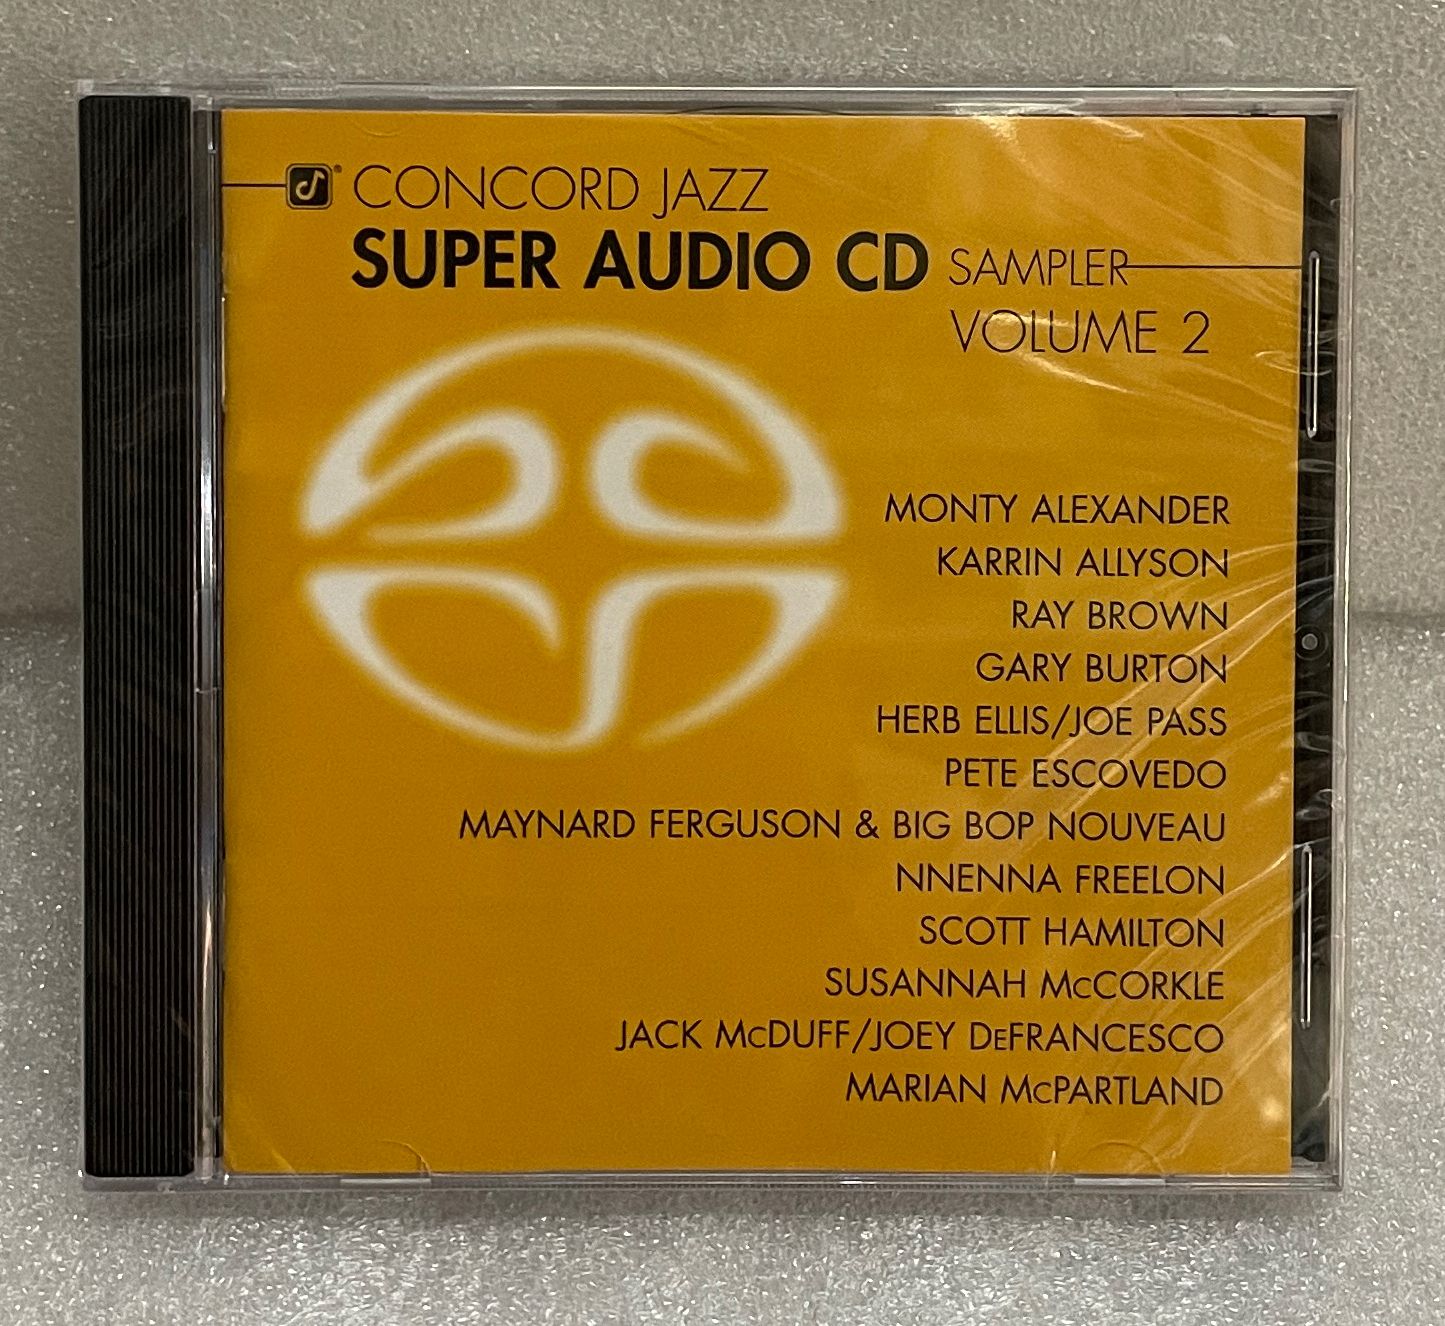 CONCORD JAZZ
SUPER AUDIO CD SAMPLER
VOLUME 2
MONTY ALEXANDER
KARRIN ALLYSON
RAY BROWN
GARY BURTON
HERB ELLIS/JOE PASS
PETE ESCOVEDO
MAYNARD FERGUSON & BIG BOP NOUVEAU
NNENNA FREELON
SCOTT HAMILTON
SUSANNAH McCORKLE
JACK McDUFF/JOEY DeFRANCESCO
MARIAN McPARTLAND